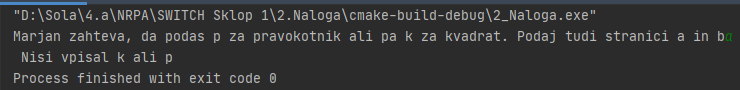 "D:\Sola\4.a\NRPA\SWITCH Sklop 1\2.Naloga\cmake-build-debug\2_Naloga.exe"
Marjan zahteva, da podas p za pravokotnik ali pa k za kvadrat. Podaj tudi stranici a in ba
Nisi vpisal k ali p
Process finished with exit code 0